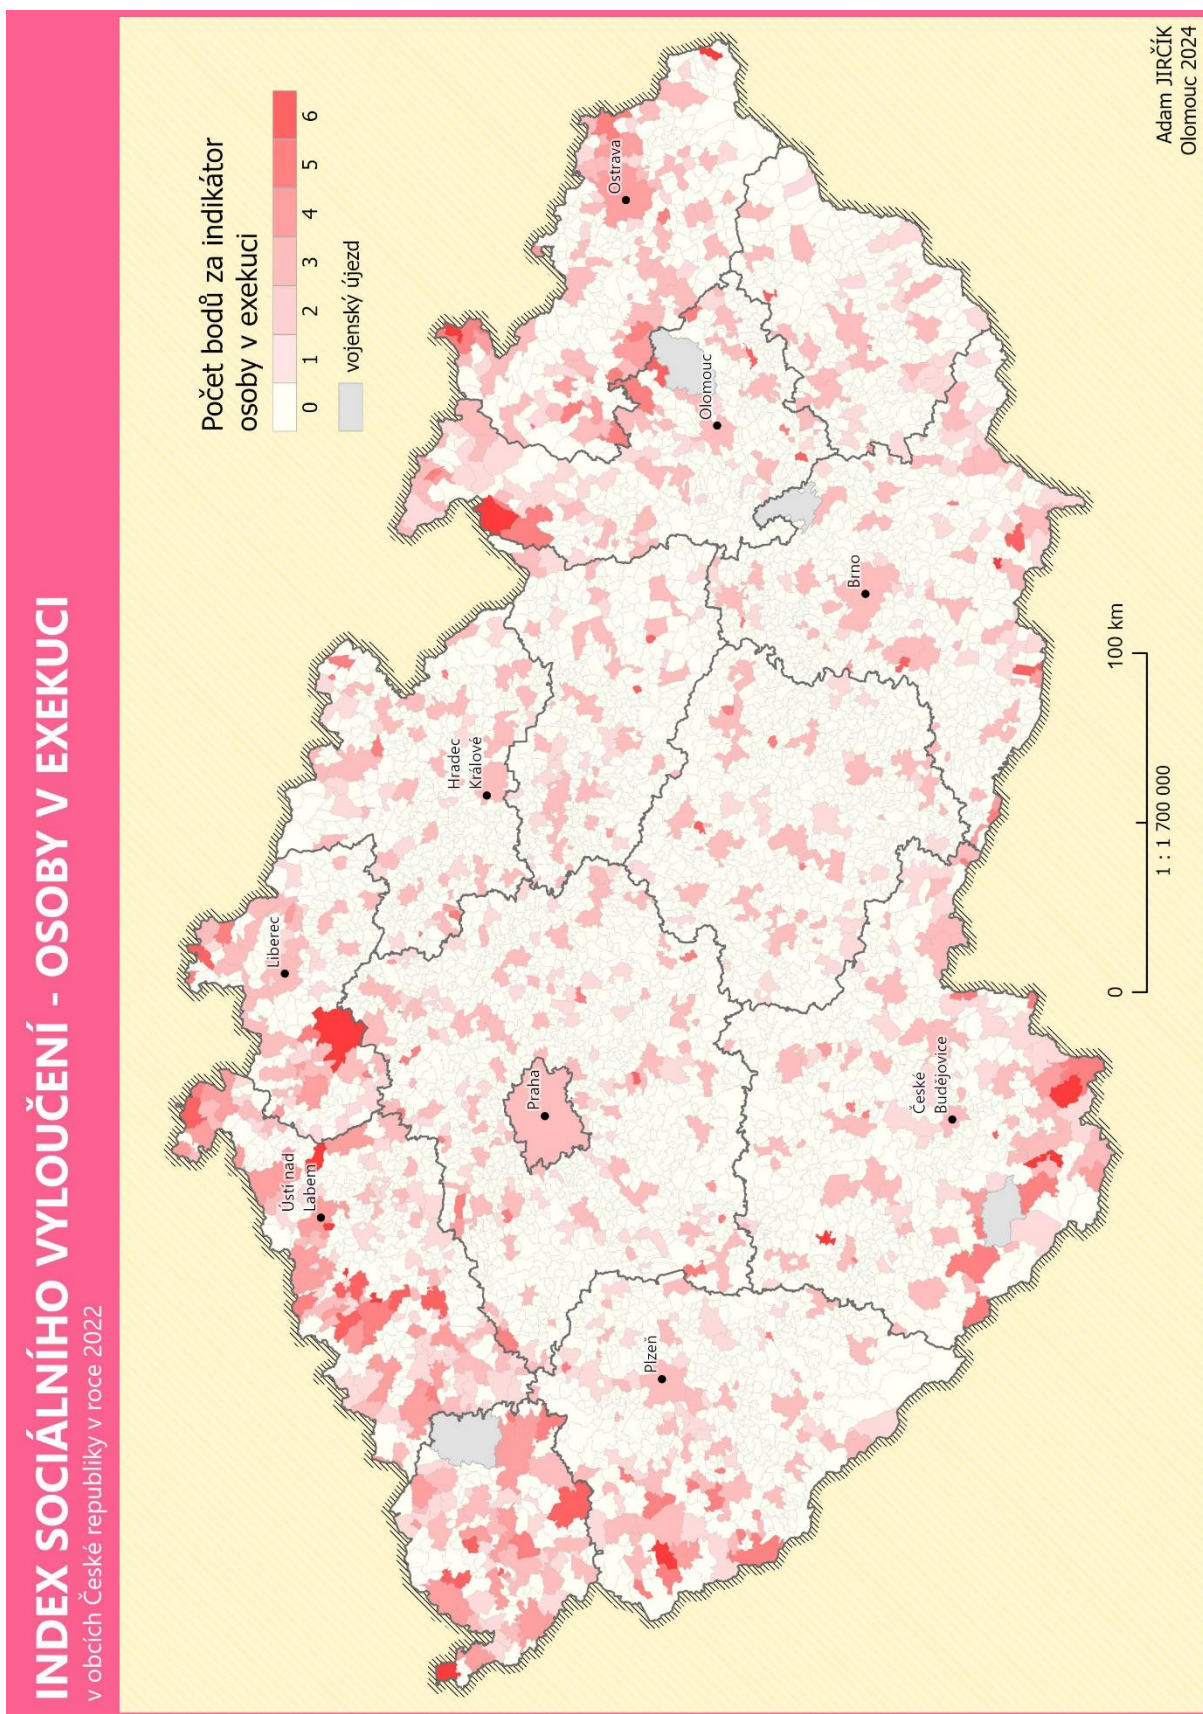 INDEX SOCIÁLNÍHO VYLOUČENÍ - OSOBY V EXEKUCI
v obcích České republiky v roce 2022
Počet bodů za indikátor
osoby v exekuci
0 1 2 3 4 5 6
vojenský újezd
Liberec
Ústí nad
Labem
Hradec
Králové
Praha
Ostrava
Plzeň
Olomouc
Brno
České
Budějovice
0 100 km
1 : 1 700 000
Adam JIRČÍK
Olomouc 2024